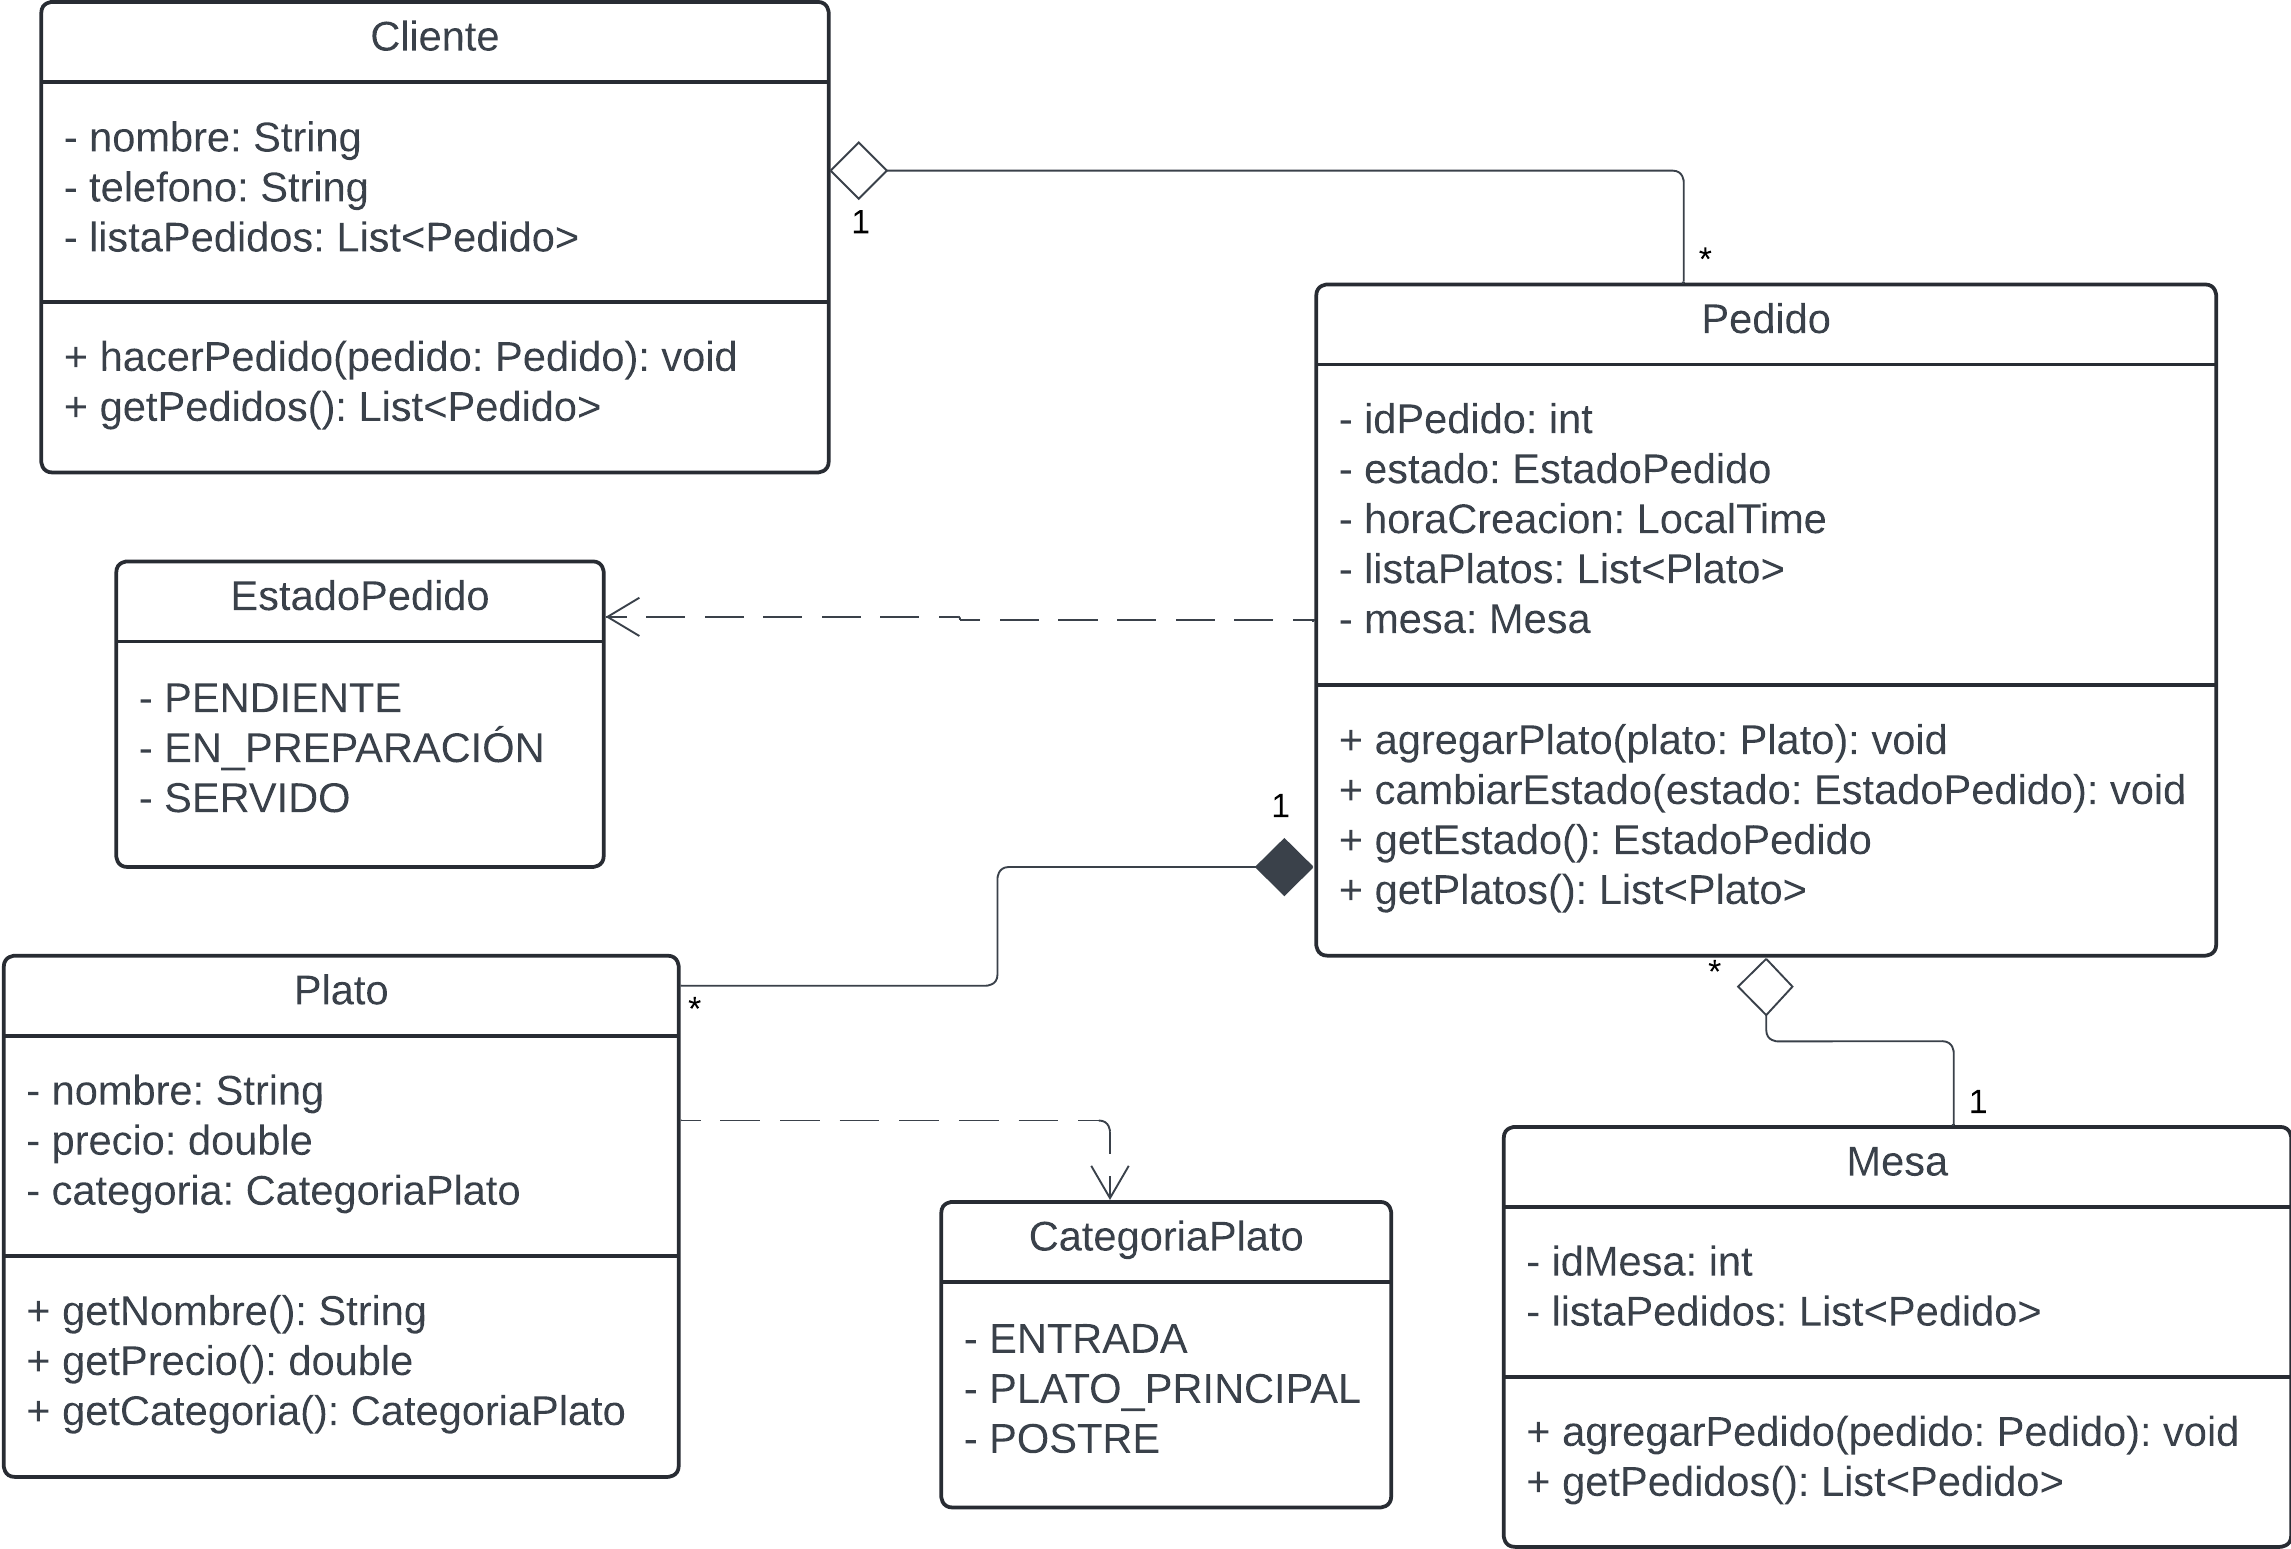 Cliente
- nombre: String
- telefono: String
- listaPedidos: List<Pedido>
+ hacerPedido(pedido: Pedido): void
+ getPedidos(): List<Pedido>
1
*
Pedido
- idPedido: int
- estado: EstadoPedido
- horaCreacion: LocalTime
- listaPlatos: List<Plato>
- mesa: Mesa
+ agregarPlato(plato: Plato): void
+ cambiarEstado(estado: EstadoPedido): void
+ getEstado(): EstadoPedido
+ getPlatos(): List<Plato>
EstadoPedido
- PENDIENTE
- EN_PREPARACIÓN
- SERVIDO
1
*
Plato
- nombre: String
- precio: double
- categoria: CategoriaPlato
+ getNombre(): String
+ getPrecio(): double
+ getCategoria(): CategoriaPlato
CategoriaPlato
- ENTRADA
- PLATO_PRINCIPAL
- POSTRE
*
1
Mesa
- idMesa: int
- listaPedidos: List<Pedido>
+ agregarPedido(pedido: Pedido): void
+ getPedidos(): List<Pedido>